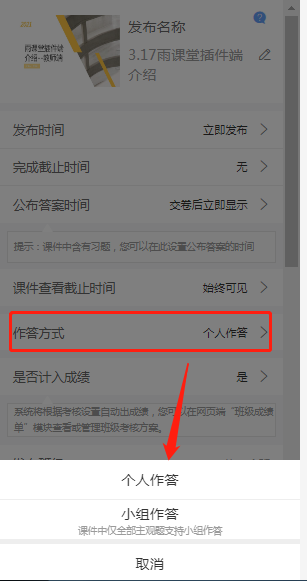 发布名称
3.17雨课堂插件端
介绍
雨课堂插件端
发布时间 立即发布
完成截止时间 无
公布答案时间 交卷后立即显示
提示：课件中含有习题，您可以在此设置公布答案的时间
课件查看截止时间 始终可见
作答方式 个人作答
是否计入成绩 是
系统将根据考核设置自动出成绩，您可以在网页端“班级成绩
单”模块查看或管理班级考核方案。
个人作答
小组作答
课件中仅全部主观题支持小组作答
取消